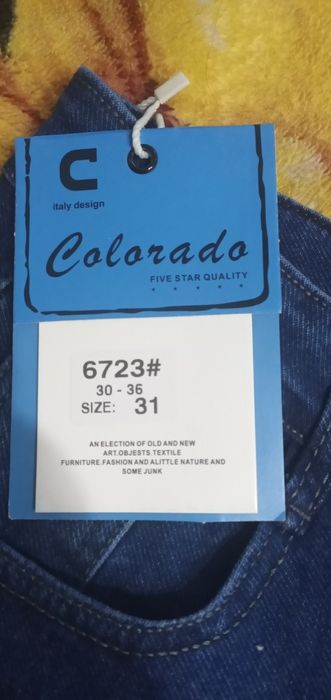 C
italy design
Colorado
FIVE STAR QUALITY
★ ★ ★ ★ ★
6723#
30 - 36
SIZE: 31
AN ELECTION OF OLD AND NEW
ART.OBJESTS.TEXTILE
FURNITURE.FASHION AND ALITTLE NATURE AND
SOME JUNK